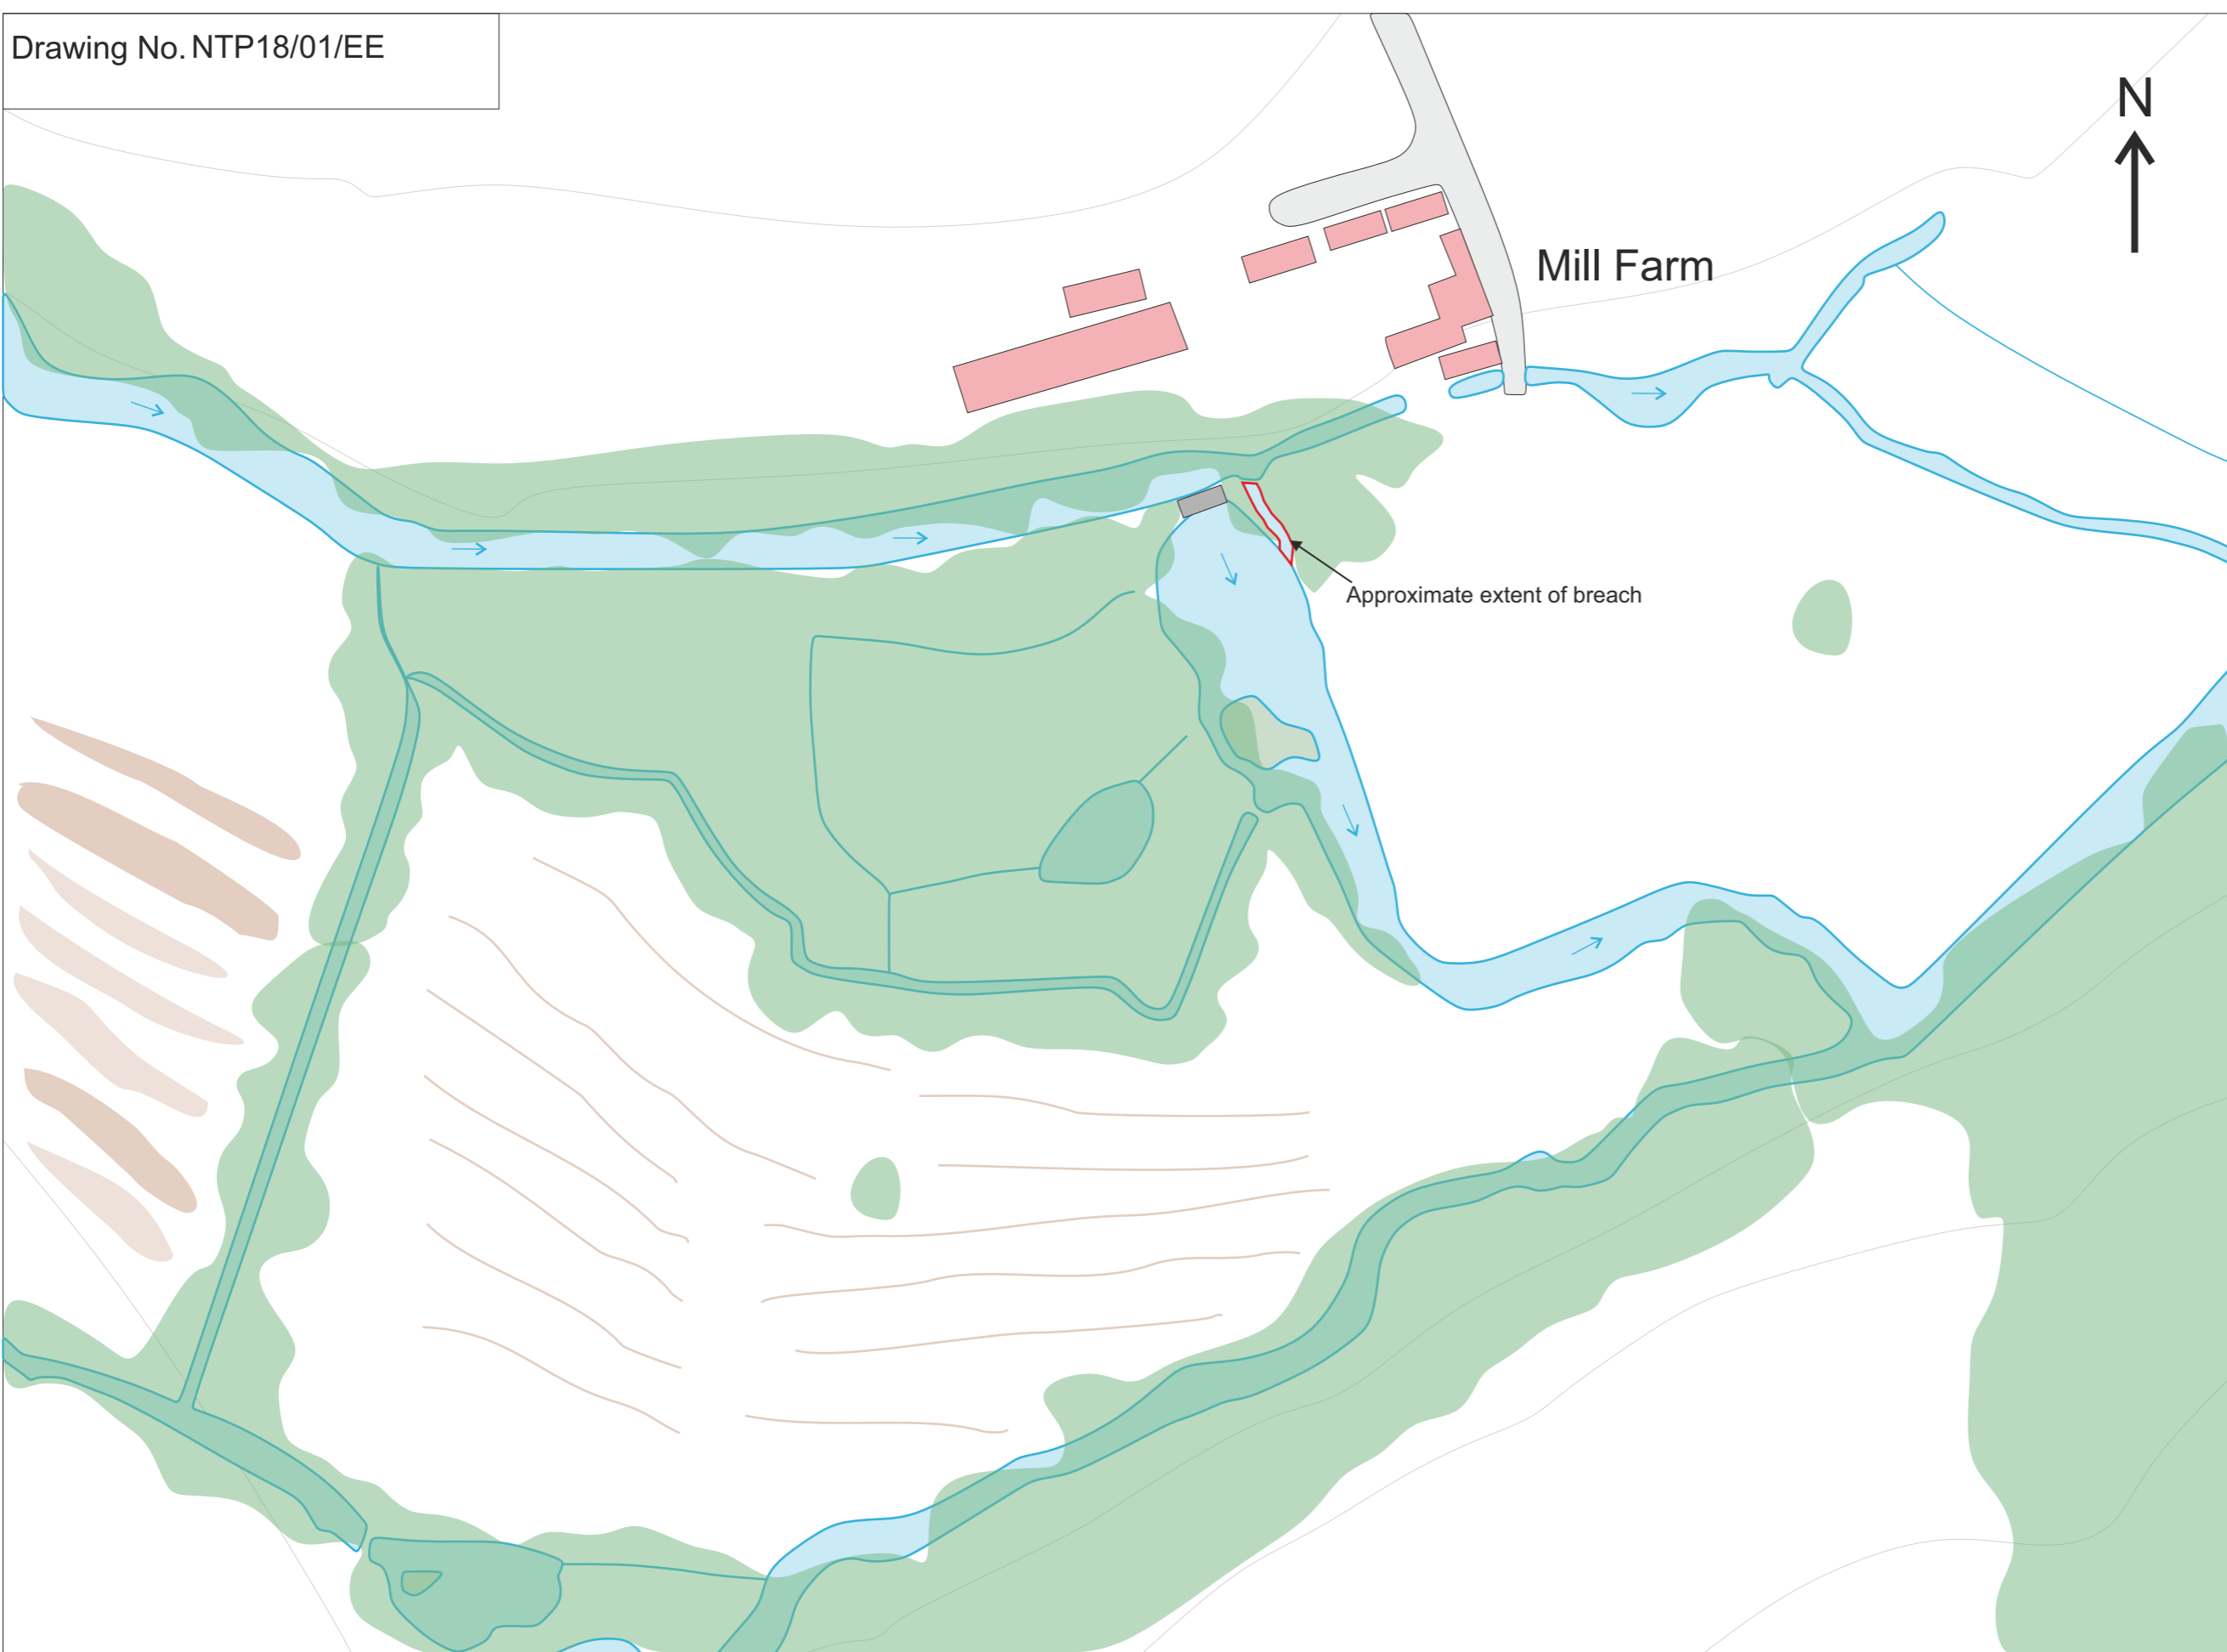 Drawing No. NTP18/01/EE
N
Mill Farm
Approximate extent of breach